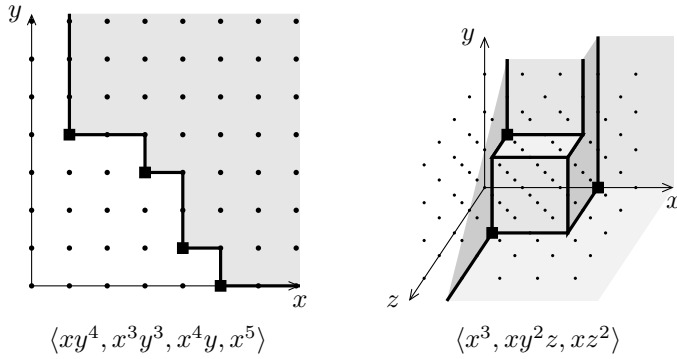 y
x
⟨xy⁴, x³y³, x⁴y, x⁵⟩
y
x
z
⟨x³, xy²z, xz²⟩